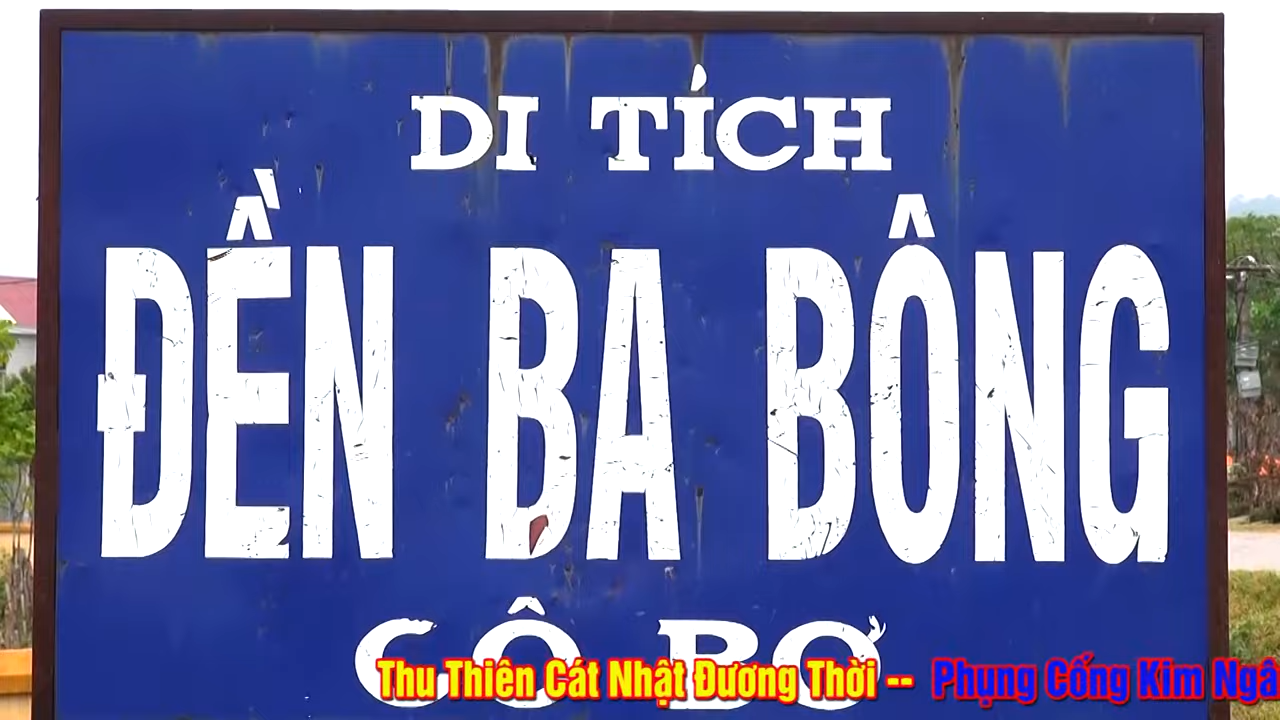 DI TÍCH
ĐỀN BA BÔNG
CÔ BƠ
Thu Thiên Cát Nhật Đương Thời -- Phụng Cống Kim Ngâ